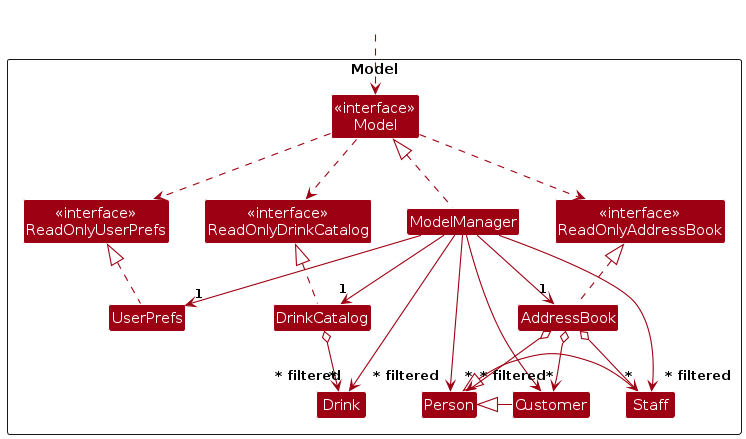 Model
«interface»
Model
«interface»
ReadOnlyUserPrefs
«interface»
ReadOnlyDrinkCatalog
ModelManager
«interface»
ReadOnlyAddressBook
1
1
1
UserPrefs
DrinkCatalog
AddressBook
* filtered
*
* filtered
*
* filtered
*
*
* filtered
Drink
Person
Customer
Staff